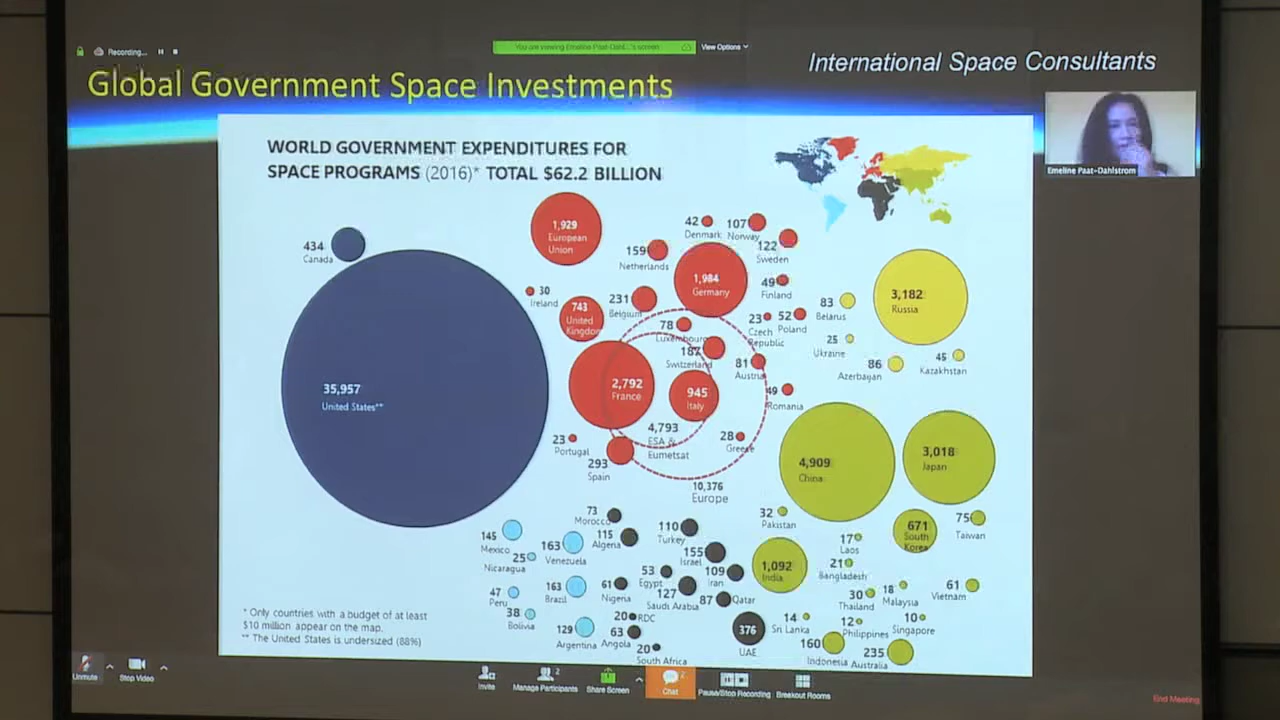 Recording...
You are viewing Emeline Paat-Dahl...'s screen
View Options
International Space Consultants
Global Government Space Investments
Emeline Paat-Dahlstrom
WORLD GOVERNMENT EXPENDITURES FOR
SPACE PROGRAMS (2016)* TOTAL $62.2 BILLION
434
Canada
35,957
United States**
1,929
European
Union
42
Denmark
107
Norway
122
Sweden
159
Netherlands
1,984
Germany
49
Finland
30
Ireland
743
United
Kingdom
231
Belgium
78
Luxembourg
187
Switzerland
23
Czech
Republic
52
Poland
81
Austria
2,792
France
945
Italy
49
Romania
4,793
ESA &
Eumetsat
28
Greece
23
Portugal
293
Spain
10,376
Europe
3,182
Russia
83
Belarus
25
Ukraine
86
Azerbaijan
45
Kazakhstan
4,909
China
3,018
Japan
32
Pakistan
671
South
Korea
75
Taiwan
1,092
India
17
Laos
21
Bangladesh
30
Thailand
18
Malaysia
61
Vietnam
14
Sri Lanka
12
Philippines
10
Singapore
160
Indonesia
235
Australia
73
Morocco
115
Algeria
110
Turkey
155
Israel
109
Iran
53
Egypt
127
Saudi Arabia
87
Qatar
61
Nigeria
20
RDC
63
Angola
20
South Africa
376
UAE
145
Mexico
25
Nicaragua
163
Venezuela
47
Peru
163
Brazil
38
Bolivia
129
Argentina
* Only countries with a budget of at least
$10 million appear on the map.
** The United States is undersized (88%)
Unmute
Stop Video
Invite
2
Manage Participants
Share Screen
2
Chat
Pause/Stop Recording
Breakout Rooms
End Meeting